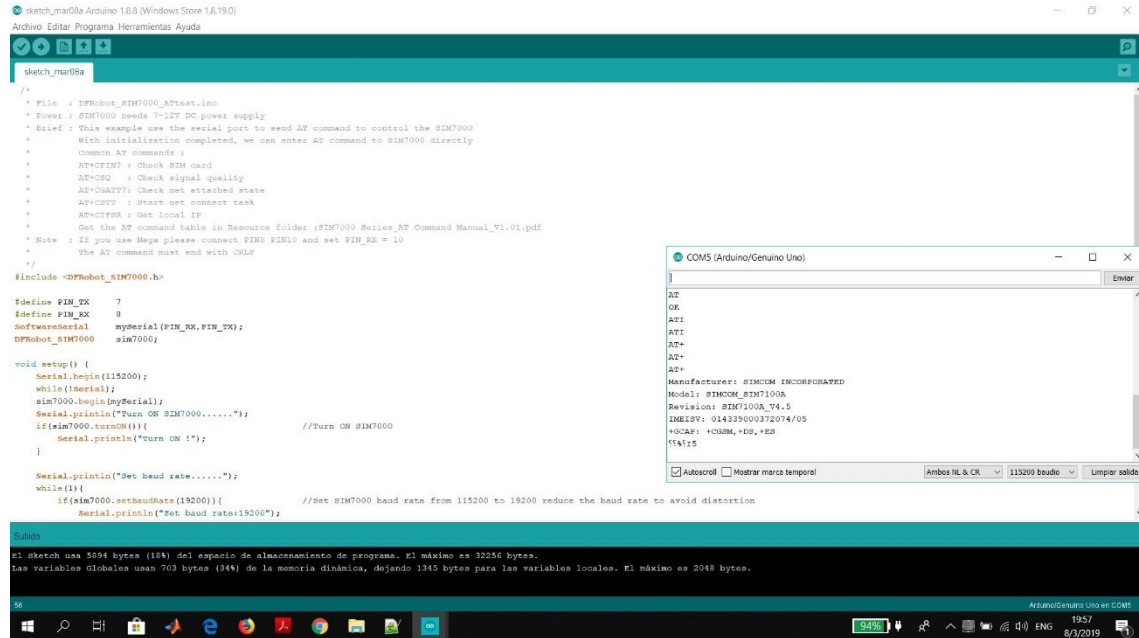 sketch_mar08a Arduino 1.8.8 (Windows Store 1.8.19.0)
Archivo Editar Programa Herramientas Ayuda
sketch_mar08a
/*
* File : DFRobot_SIM7000_ATtest.ino
* Power : SIM7000 needs 7-12V DC power supply
* Brief : This example use the serial port to send AT command to control the SIM7000
* With initialization completed, we can enter AT command to SIM7000 directly
* Common AT commands :
* AT+CPIN? : Check SIM card
* AT+CSQ : Check signal quality
* AT+CGATT?: Check net attached state
* AT+CSTT : Start net connect task
* AT+CIFSR : Get local IP
* Get the AT command table in Resource folder :SIM7000 Series_AT Command Manual_V1.01.pdf
* Note : If you use Mega please connect PIN8 PIN10 and set PIN_RX = 10
* The AT command must end with CRLF
*/
#include <DFRobot_SIM7000.h>
#define PIN_TX 7
#define PIN_RX 8
SoftwareSerial mySerial(PIN_RX,PIN_TX);
DFRobot_SIM7000 sim7000;
void setup() {
Serial.begin(115200);
while(!Serial);
sim7000.begin(mySerial);
Serial.println("Turn ON SIM7000......");
if(sim7000.turnON()){ //Turn ON SIM7000
Serial.println("Turn ON !");
}
Serial.println("Set baud rate......");
while(1){
if(sim7000.setBaudRate(19200)){ //Set SIM7000 baud rate from 115200 to 19200 reduce the baud rate to avoid distortion
Serial.println("Set baud rate:19200");
COM5 (Arduino/Genuino Uno)
Enviar
AT
OK
ATI
ATI
AT+
AT+
AT+
Manufacturer: SIMCOM INCORPORATED
Model: SIMCOM_SIM7100A
Revision: SIM7100A_V4.5
IMEISV: 014335000372074/05
+GCAP: +CGSM,+DS,+ES
Autoscroll Mostrar marca temporal Ambos NL & CR 115200 baudio Limpiar salida
Subido
El Sketch usa 5894 bytes (18%) del espacio de almacenamiento de programa. El máximo es 32256 bytes.
Las variables Globales usan 703 bytes (34%) de la memoria dinámica, dejando 1345 bytes para las variables locales. El máximo es 2048 bytes.
56 Arduino/Genuino Uno en COM5
94% ENG 19:57
8/3/2019